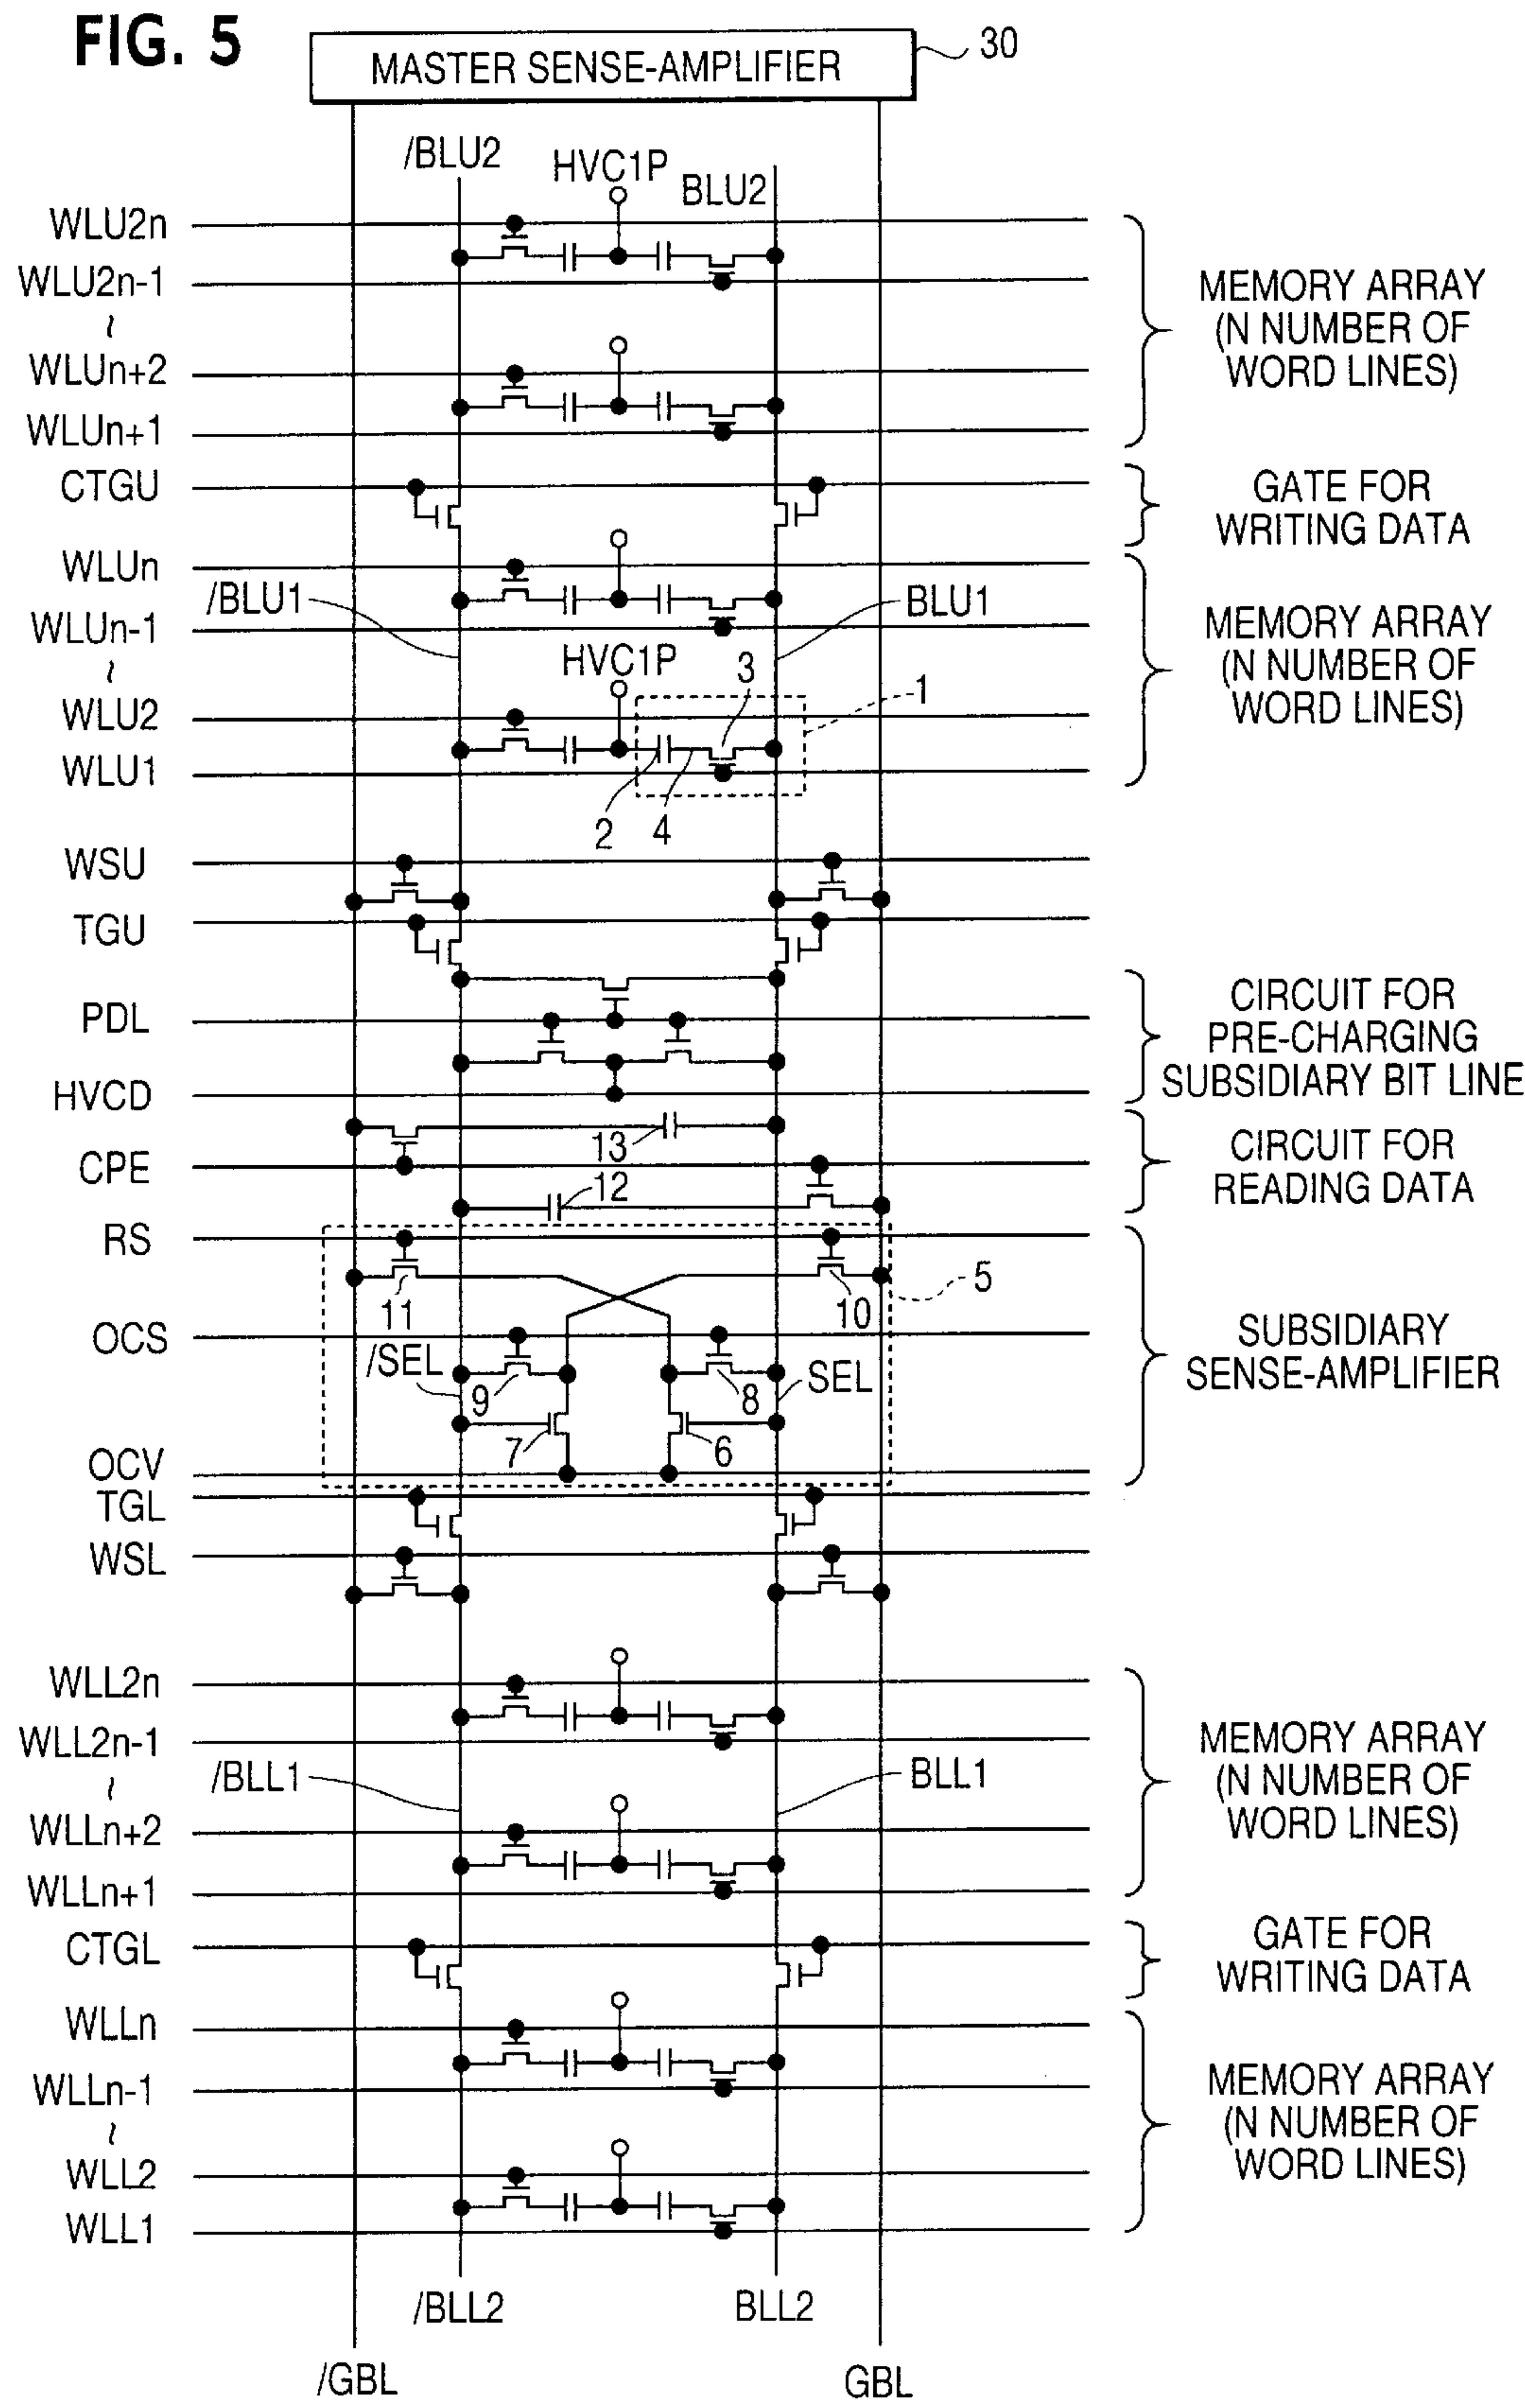 FIG. 5
MASTER SENSE-AMPLIFIER
30
/BLU2
HVC1P
BLU2
WLU2n
WLU2n-1
~
WLUn+2
WLUn+1
MEMORY ARRAY
(N NUMBER OF
WORD LINES)
CTGU
GATE FOR
WRITING DATA
WLUn
/BLU1
BLU1
WLUn-1
~
HVC1P
3
1
WLU2
WLU1
2
4
MEMORY ARRAY
(N NUMBER OF
WORD LINES)
WSU
TGU
PDL
HVCD
CIRCUIT FOR
PRE-CHARGING
SUBSIDIARY BIT LINE
13
CPE
12
CIRCUIT FOR
READING DATA
RS
11
10
5
OCS
/SEL
SEL
9
8
7
6
OCV
SUBSIDIARY
SENSE-AMPLIFIER
TGL
WSL
WLL2n
WLL2n-1
~
/BLL1
BLL1
WLLn+2
WLLn+1
MEMORY ARRAY
(N NUMBER OF
WORD LINES)
CTGL
GATE FOR
WRITING DATA
WLLn
WLLn-1
~
WLL2
WLL1
MEMORY ARRAY
(N NUMBER OF
WORD LINES)
/BLL2
BLL2
/GBL
GBL